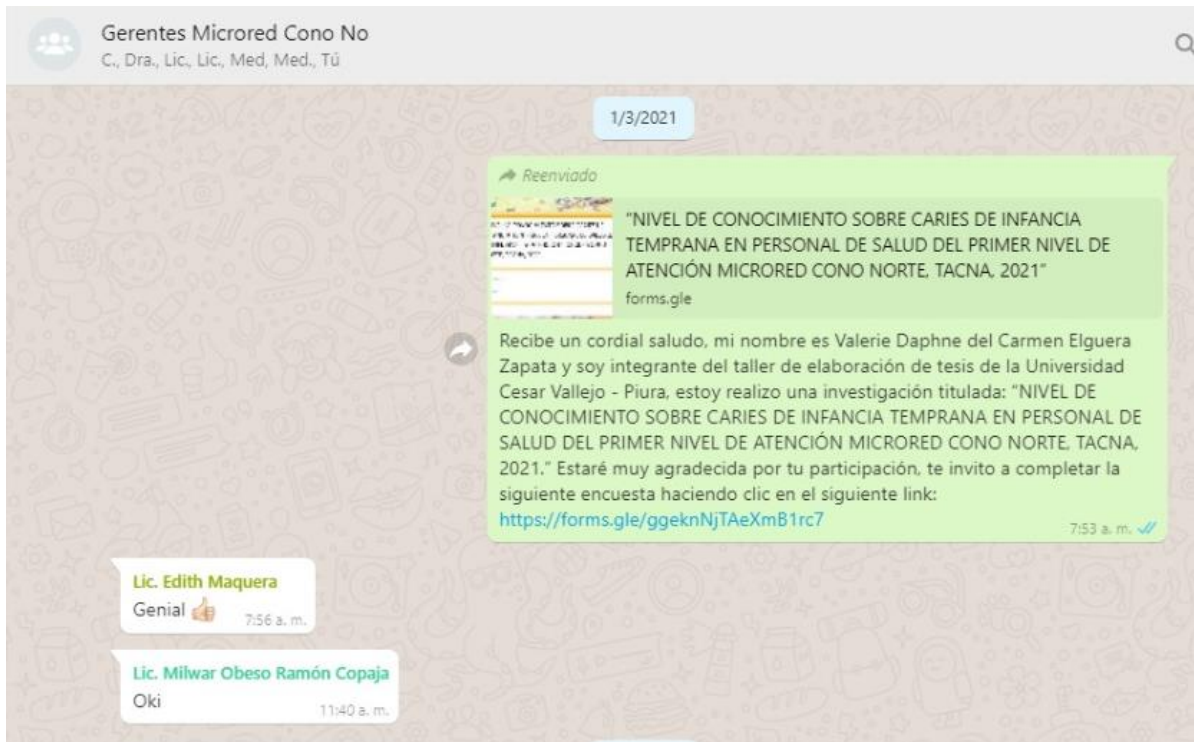 Gerentes Microred Cono No
C., Dra., Lic., Lic., Med, Med., Tú
1/3/2021
Reenviado
"NIVEL DE CONOCIMIENTO SOBRE CARIES DE INFANCIA
TEMPRANA EN PERSONAL DE SALUD DEL PRIMER NIVEL DE
ATENCIÓN MICRORED CONO NORTE, TACNA, 2021"
forms.gle
Recibe un cordial saludo, mi nombre es Valerie Daphne del Carmen Elguera
Zapata y soy integrante del taller de elaboración de tesis de la Universidad
Cesar Vallejo - Piura, estoy realizo una investigación titulada: "NIVEL DE
CONOCIMIENTO SOBRE CARIES DE INFANCIA TEMPRANA EN PERSONAL DE
SALUD DEL PRIMER NIVEL DE ATENCIÓN MICRORED CONO NORTE, TACNA,
2021." Estaré muy agradecida por tu participación, te invito a completar la
siguiente encuesta haciendo clic en el siguiente link:
https://forms.gle/ggeknNjTAeXmB1rc7
7:53 a. m.
Lic. Edith Maquera
Genial 👍🏻
7:56 a. m.
Lic. Milwar Obeso Ramón Copaja
Oki
11:40 a. m.